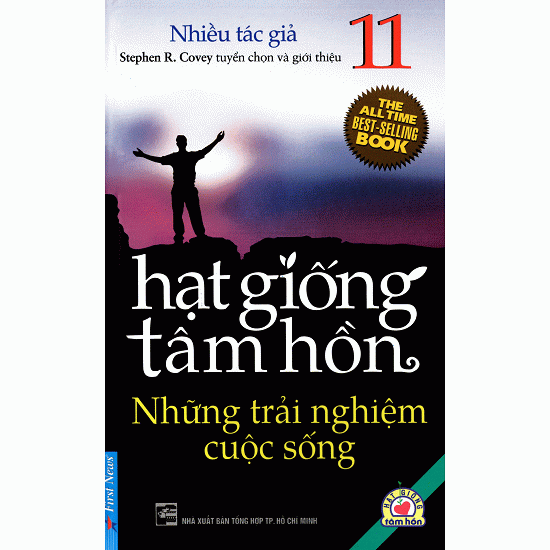 Nhiều tác giả
Stephen R. Covey tuyển chọn và giới thiệu
11
THE
ALL TIME
BEST-SELLING
BOOK
hạt giống
tâm hồn
Những trải nghiệm
cuộc sống
First News
NHÀ XUẤT BẢN TỔNG HỢP TP. HỒ CHÍ MINH
HẠT GIỐNG
tâm hồn